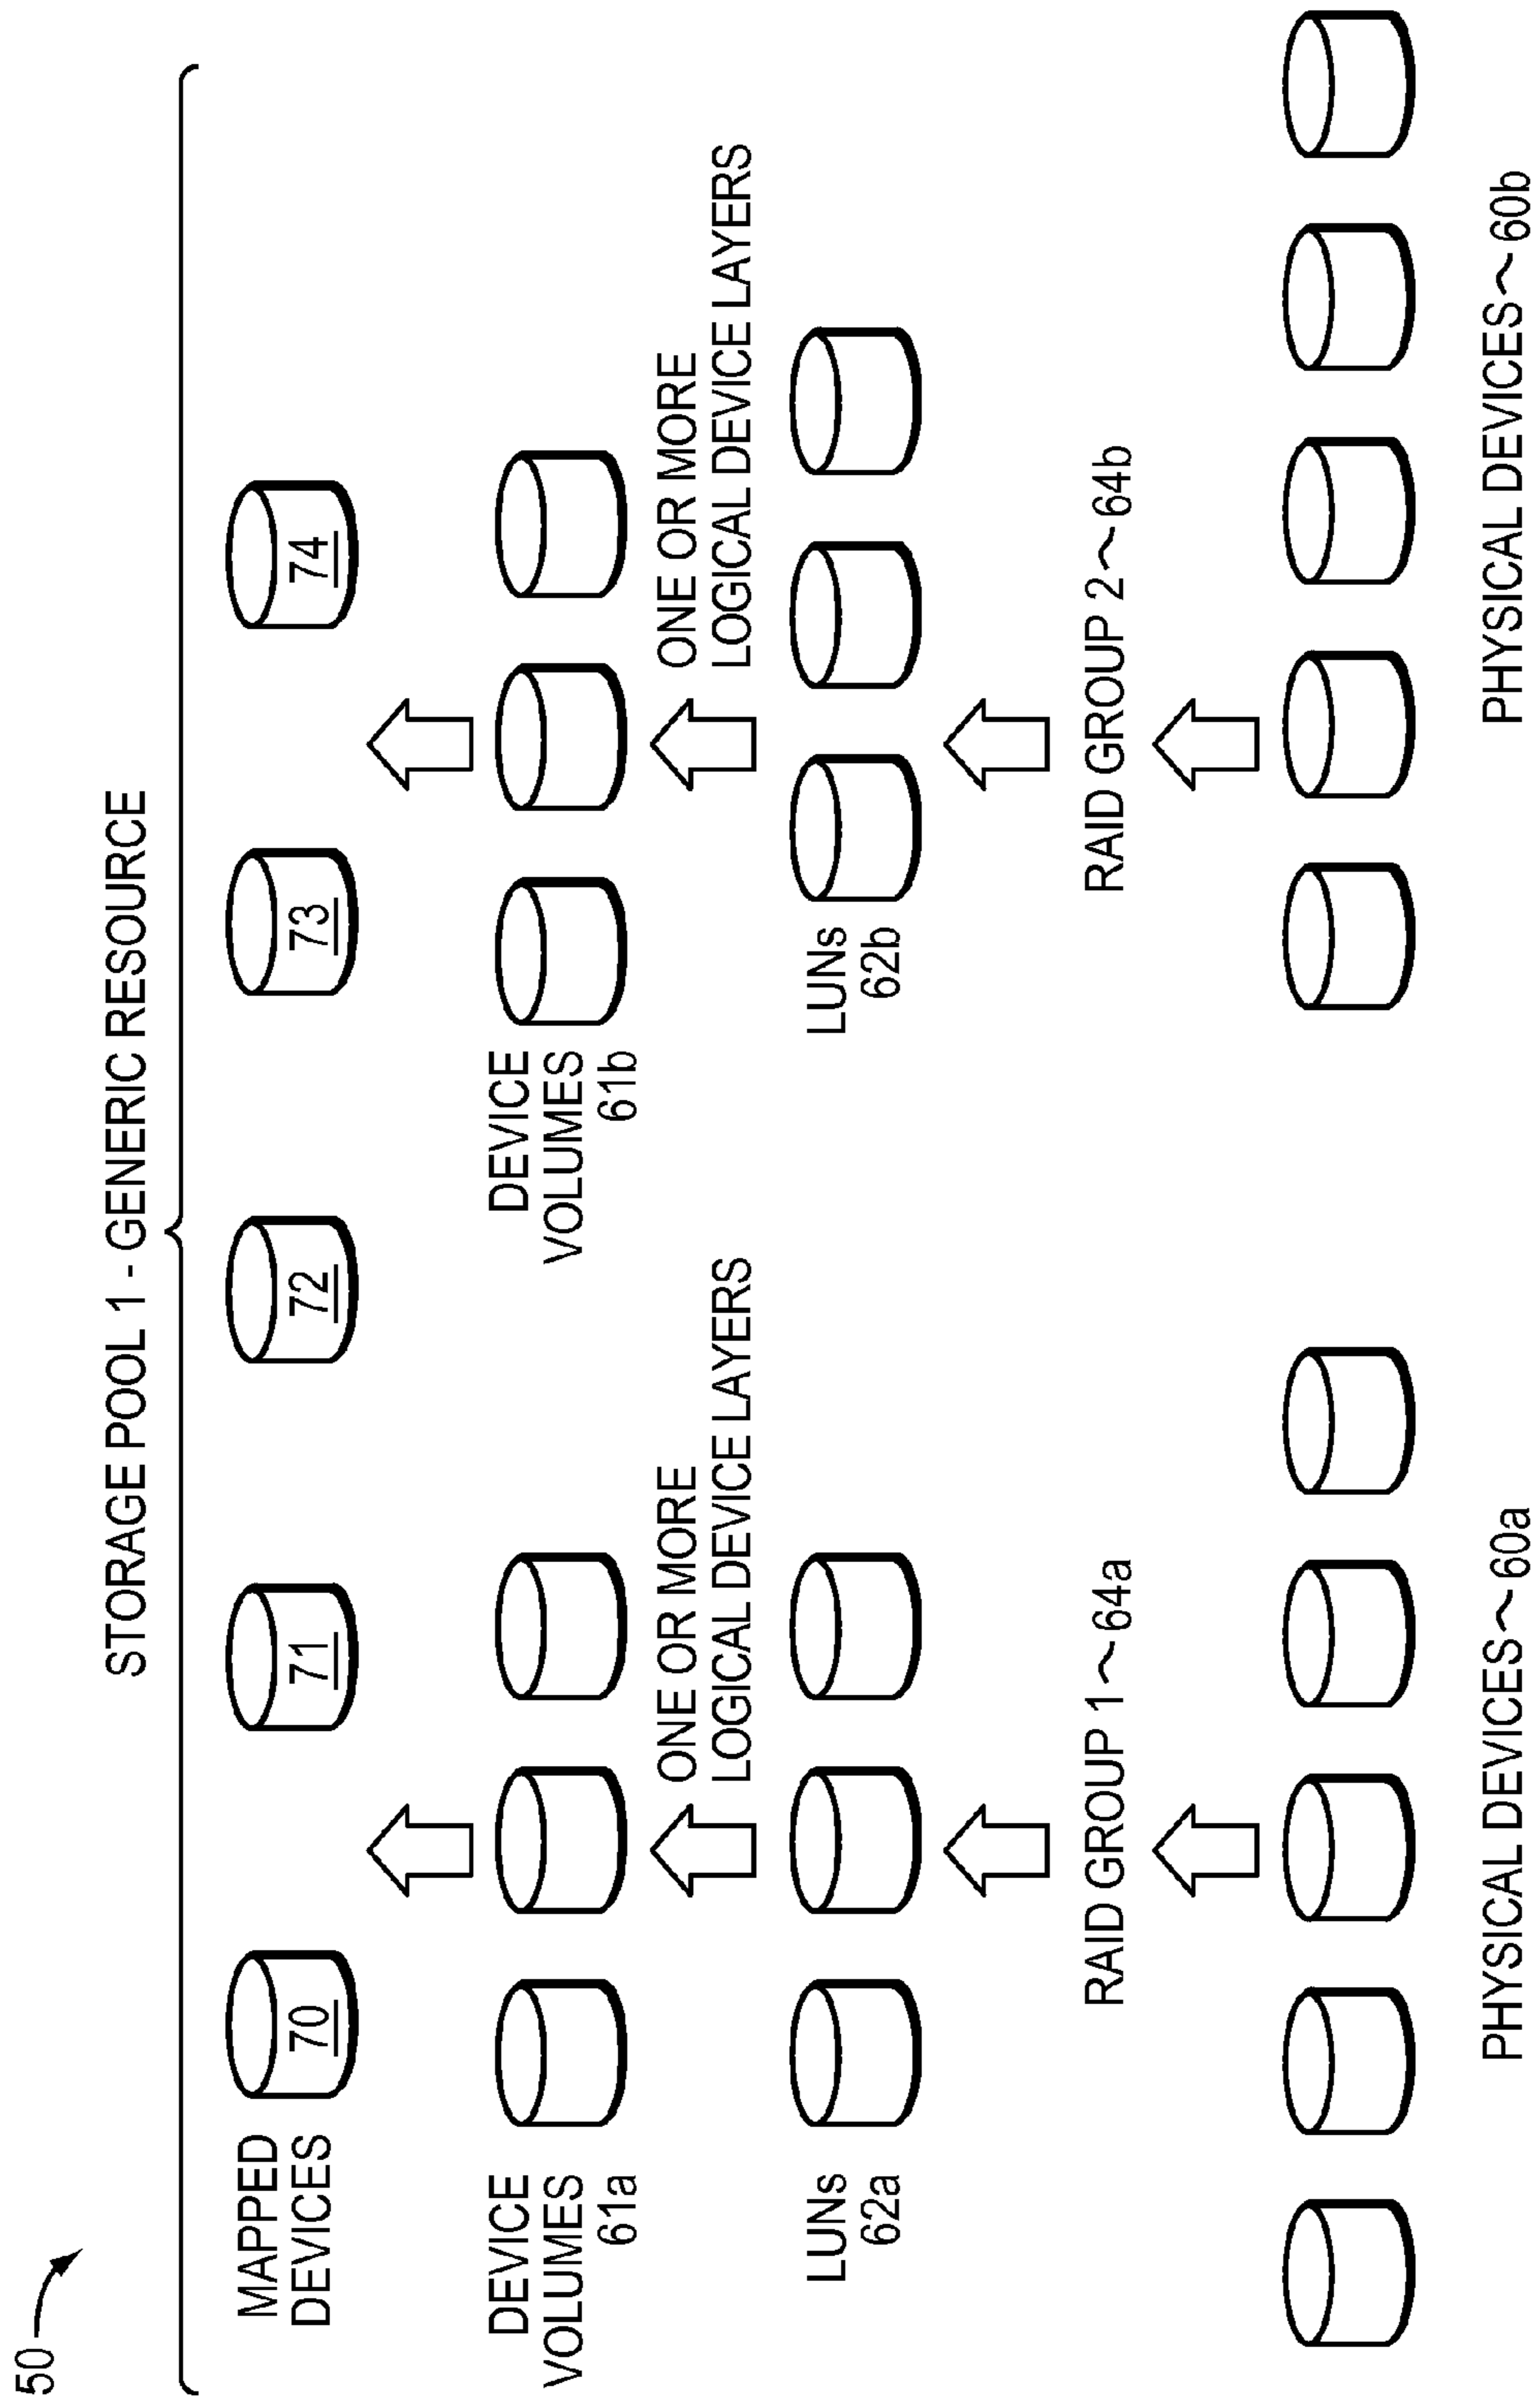 50
STORAGE POOL 1 - GENERIC RESOURCE
MAPPED
DEVICES
70
71
72
73
74
DEVICE
VOLUMES
61a
DEVICE
VOLUMES
61b
ONE OR MORE
LOGICAL DEVICE LAYERS
ONE OR MORE
LOGICAL DEVICE LAYERS
LUNs
62a
LUNs
62b
RAID GROUP 1~64a
RAID GROUP 2~64b
PHYSICAL DEVICES~60a
PHYSICAL DEVICES~60b